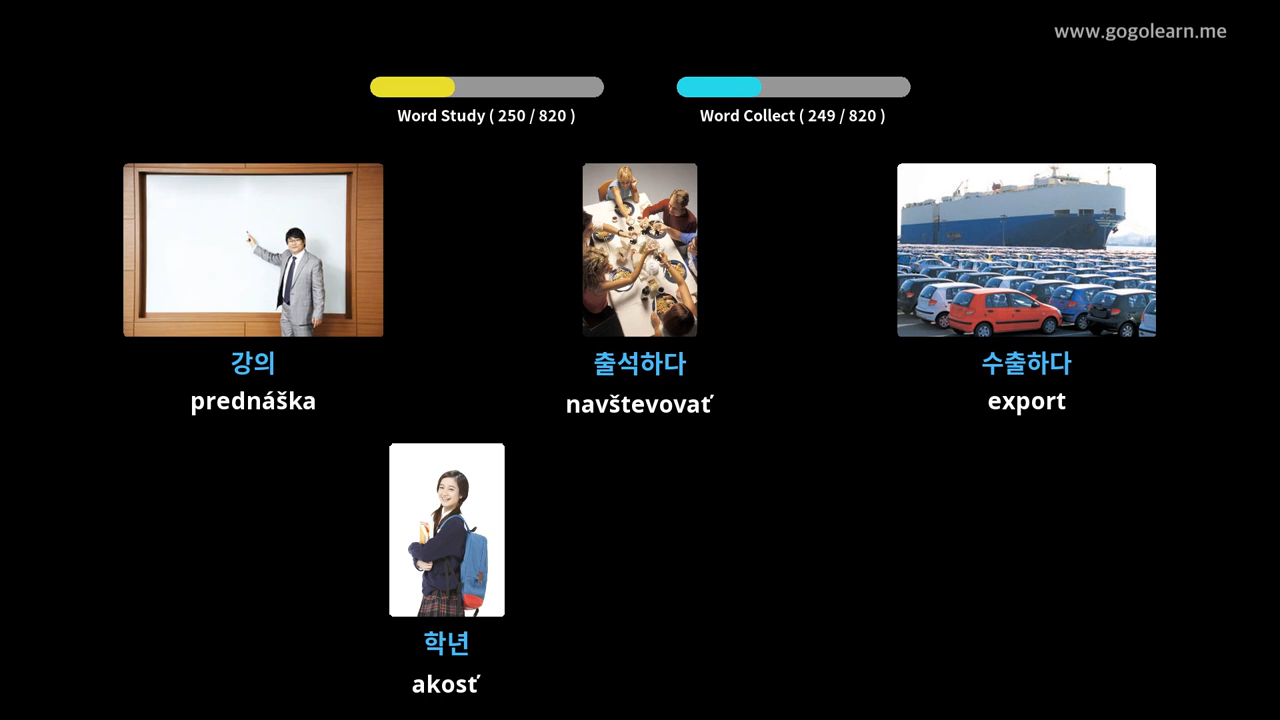 www.gogolearn.me
Word Study ( 250 / 820 )
Word Collect ( 249 / 820 )
강의
prednáška
출석하다
navštevovať
수출하다
export
학년
akosť